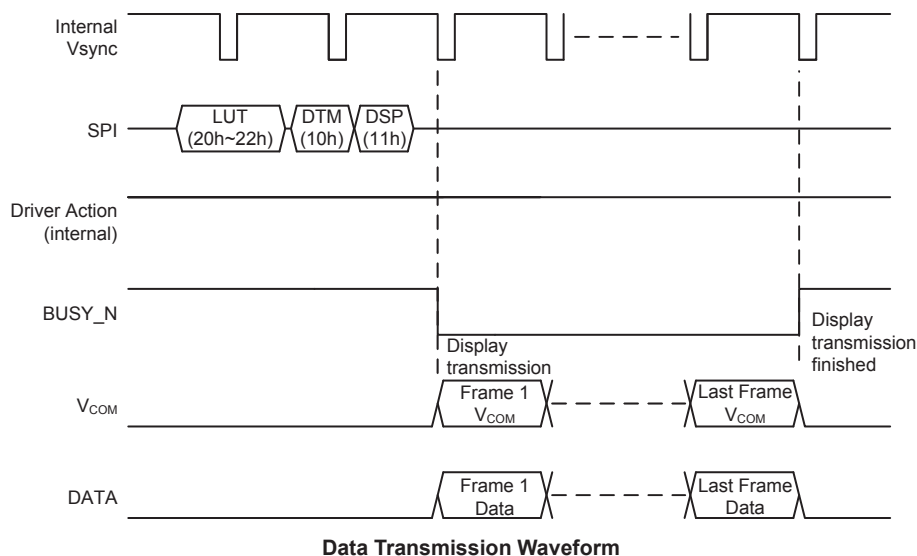 Internal
Vsync
SPI
LUT
(20h~22h)
DTM
(10h)
DSP
(11h)
Driver Action
(internal)
BUSY_N
Display
transmission
Display
transmission
finished
VCOM
Frame 1
VCOM
Last Frame
VCOM
DATA
Frame 1
Data
Last Frame
Data
Data Transmission Waveform